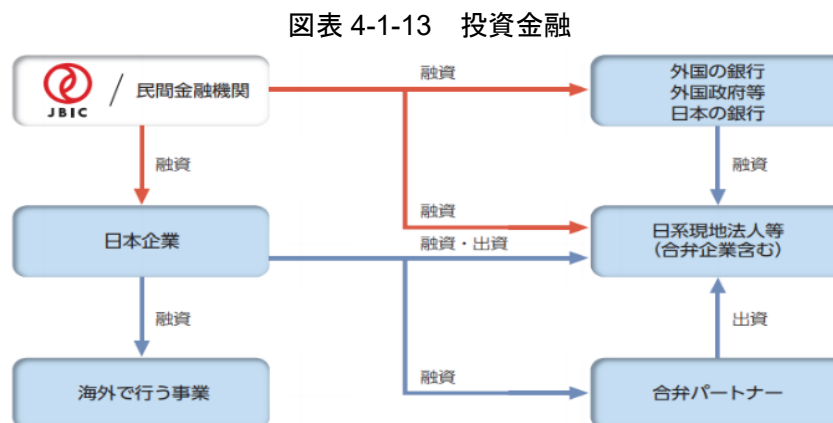 図表 4-1-13 投資金融
JBIC
/ 民間金融機関
融資
外国の銀行
外国政府等
日本の銀行
融資
融資
融資
日本企業
融資・出資
日系現地法人等
(合弁企業含む)
融資
出資
海外で行う事業
融資
合弁パートナー